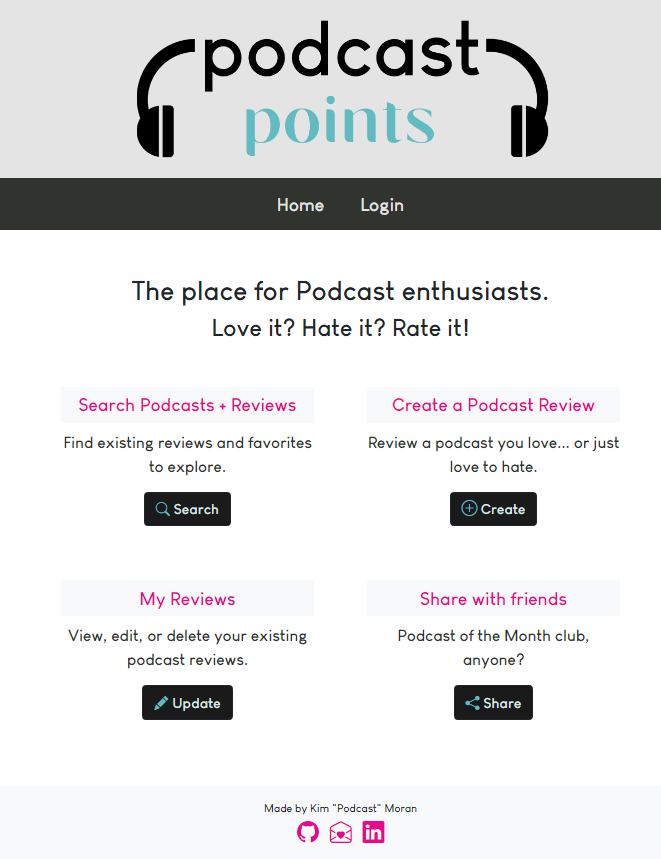 podcast
points
Home Login
The place for Podcast enthusiasts.
Love it? Hate it? Rate it!
Search Podcasts + Reviews
Find existing reviews and favorites
to explore.
Search
Create a Podcast Review
Review a podcast you love... or just
love to hate.
Create
My Reviews
View, edit, or delete your existing
podcast reviews.
Update
Share with friends
Podcast of the Month club,
anyone?
Share
Made by Kim "Podcast" Moran
in